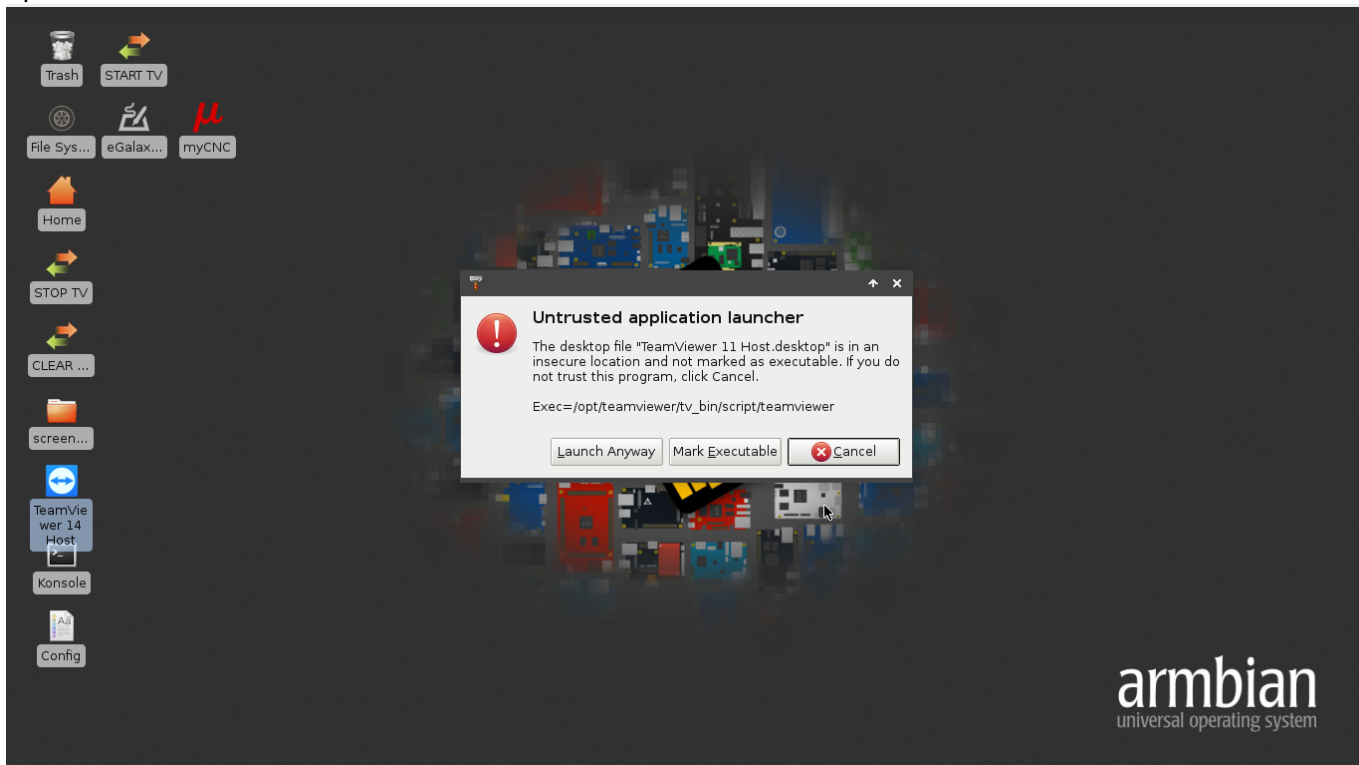 Trash
START TV
File Sys...
eGalax...
myCNC
Home
STOP TV
CLEAR ...
screen...
TeamVie
wer 14
Host
Konsole
Config
Untrusted application launcher
The desktop file "TeamViewer 11 Host.desktop" is in an
insecure location and not marked as executable. If you do
not trust this program, click Cancel.
Exec=/opt/teamviewer/tv_bin/script/teamviewer
Launch Anyway
Mark Executable
Cancel
armbian
universal operating system